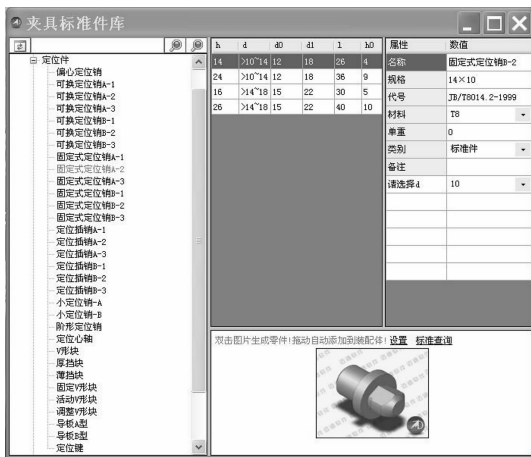 夹具标准件库
定位件
偏心定位销
可换定位销A-1
可换定位销A-2
可换定位销A-3
可换定位销B-1
可换定位销B-2
可换定位销B-3
固定式定位销A-1
固定式定位销A-2
固定式定位销A-3
固定式定位销B-1
固定式定位销B-2
固定式定位销B-3
定位插销A-1
定位插销A-2
定位插销A-3
定位插销B-1
定位插销B-2
定位插销B-3
小定位销-A
小定位销-B
阶形定位销
定位心轴
V形块
厚挡块
薄挡块
固定V形块
活动V形块
调整V形块
导板A型
导板B型
定位键
h d d0 d1 l h0
14 >10~14 12 18 26 4
24 >10~14 12 18 36 9
16 >14~18 15 22 30 5
26 >14~18 15 22 40 10
属性 数值
名称 固定式定位销B-2
规格 14×10
代号 JB/T8014.2-1999
材料 T8
单重 0
类别 标准件
备注
请选择d 10
双击图片生成零件!拖动自动添加到装配体! 设置 标准查询